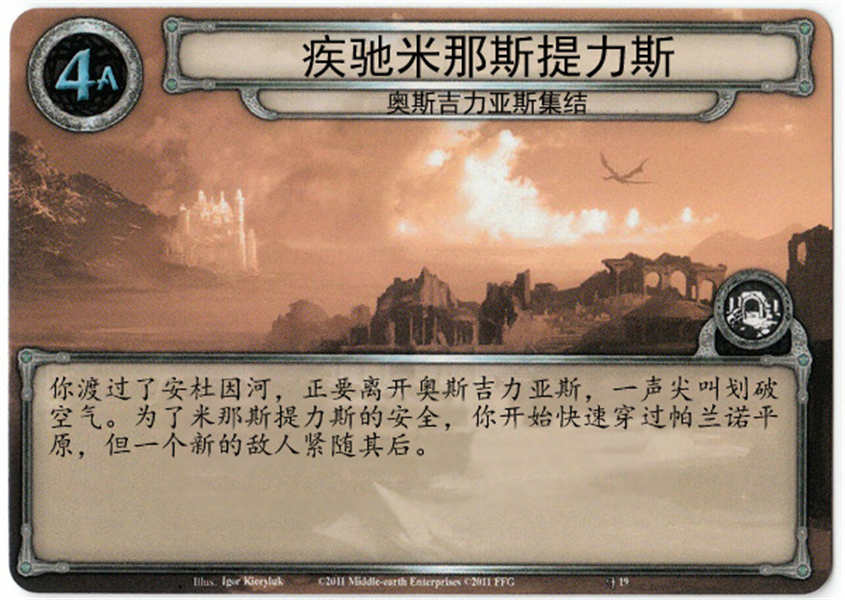 4A
疾驰米那斯提力斯
奥斯吉力亚斯集结
你渡过了安杜因河，正要离开奥斯吉力亚斯，一声尖叫划破
空气。为了米那斯提力斯的安全，你开始快速穿过帕兰诺平
原，但一个新的敌人紧随其后。
Illus. Igor Kieryluk ©2011 Middle-earth Enterprises ©2011 FFG 19